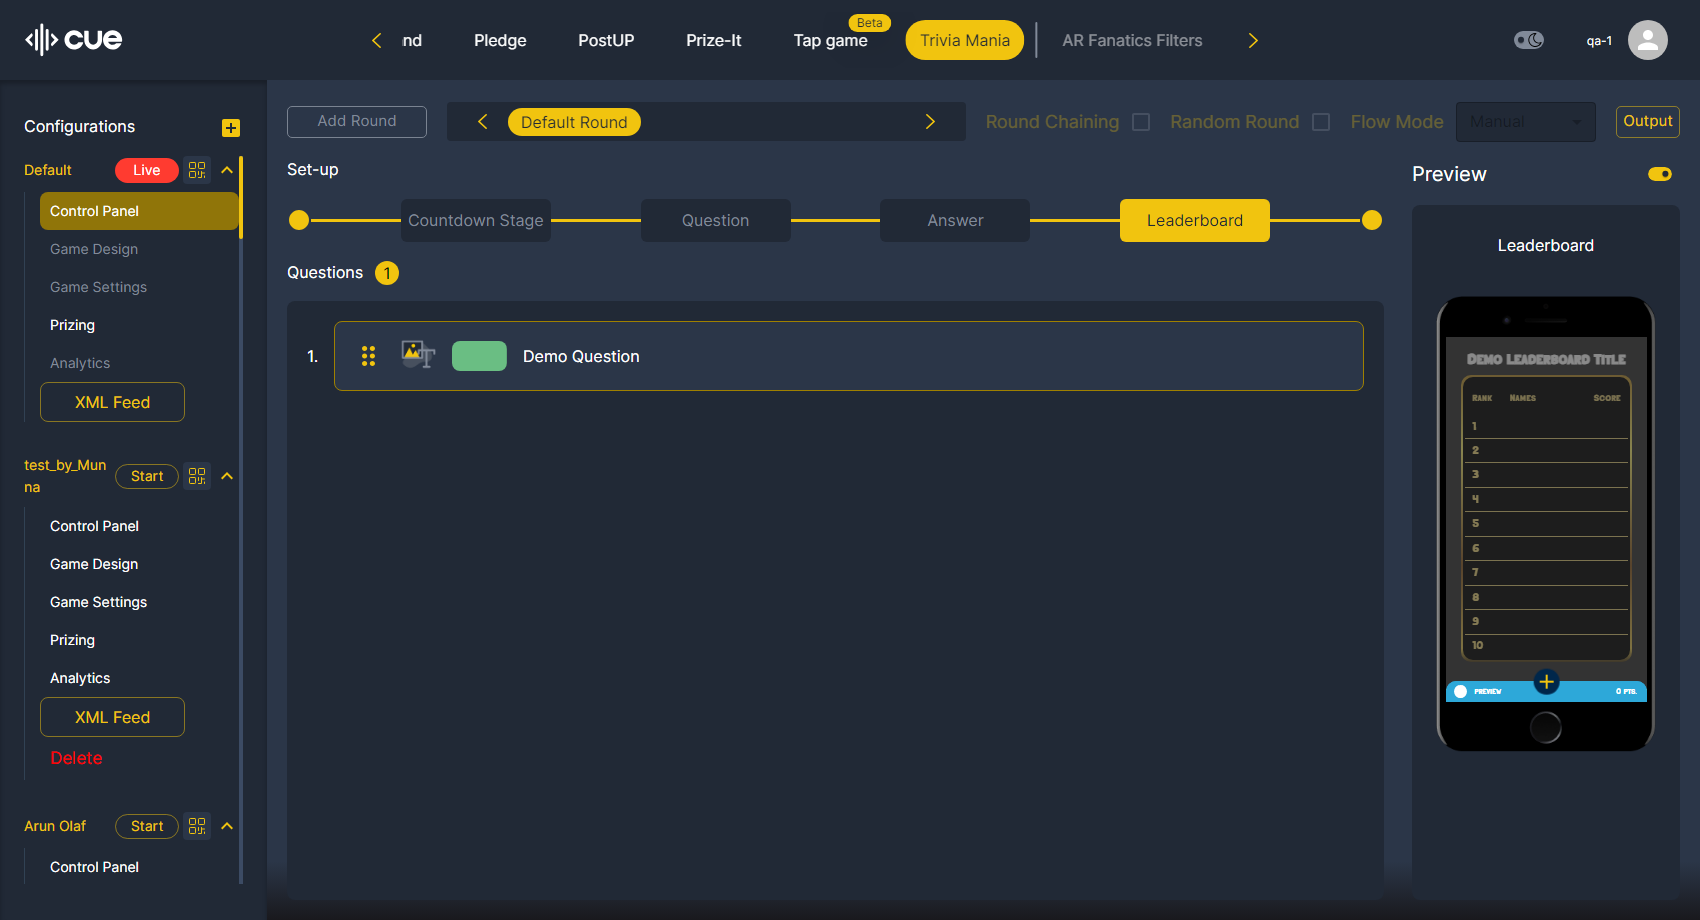 cue
nd
Pledge
PostUP
Prize-It
Tap game
Beta
Trivia Mania
AR Fanatics Filters
qa-1
Configurations
Default
Live
Control Panel
Game Design
Game Settings
Prizing
Analytics
XML Feed
test_by_Mun
na
Start
Control Panel
Game Design
Game Settings
Prizing
Analytics
XML Feed
Delete
Arun Olaf
Start
Control Panel
Add Round
Default Round
Round Chaining
Random Round
Flow Mode
Manual
Output
Set-up
Countdown Stage
Question
Answer
Leaderboard
Questions
1
1.
Demo Question
Preview
Leaderboard
Demo Leaderboard Title
Rank Names Score
1
2
3
4
5
6
7
8
9
10
PREVIEW
0 PTS.